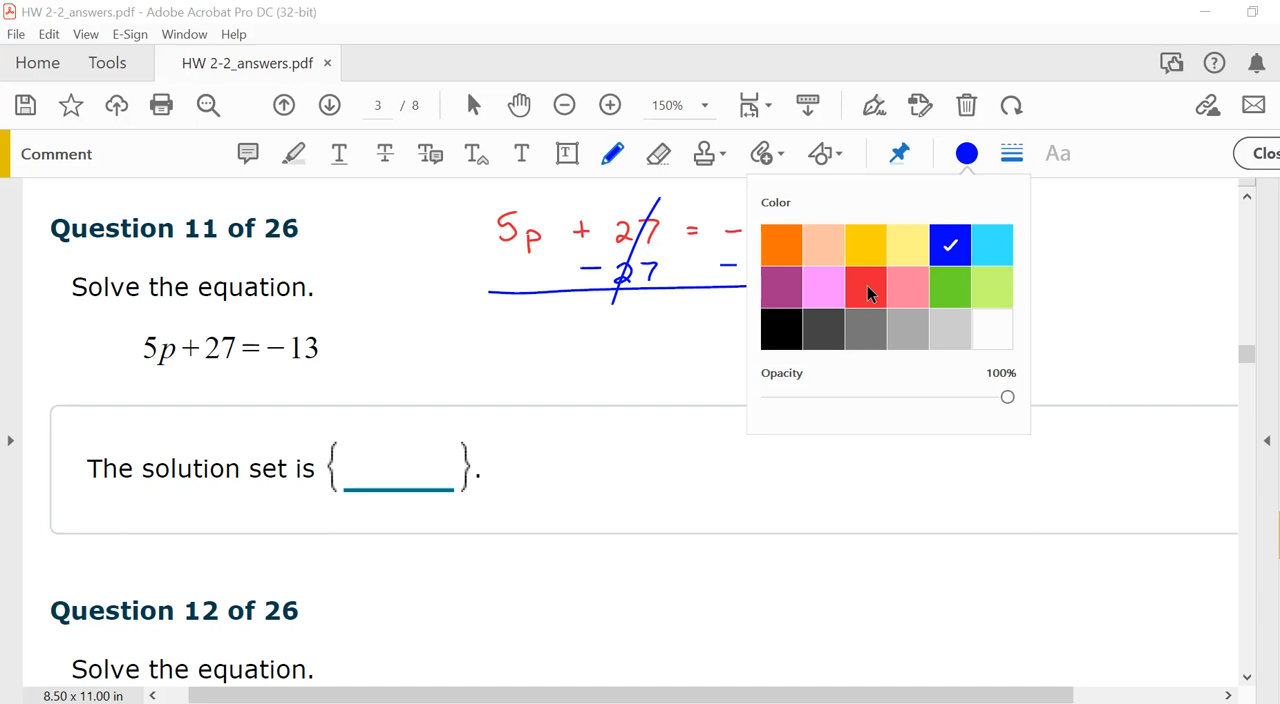 HW 2-2_answers.pdf - Adobe Acrobat Pro DC (32-bit)
File Edit View E-Sign Window Help
Home Tools HW 2-2_answers.pdf ×
3 / 8 150%
Comment T T T T T T Aa Clos
Color
Question 11 of 26
5p + 27 = -
Solve the equation.
- 27 -
5p+27=-13
Opacity 100%
The solution set is { }.
Question 12 of 26
Solve the equation.
8.50 x 11.00 in